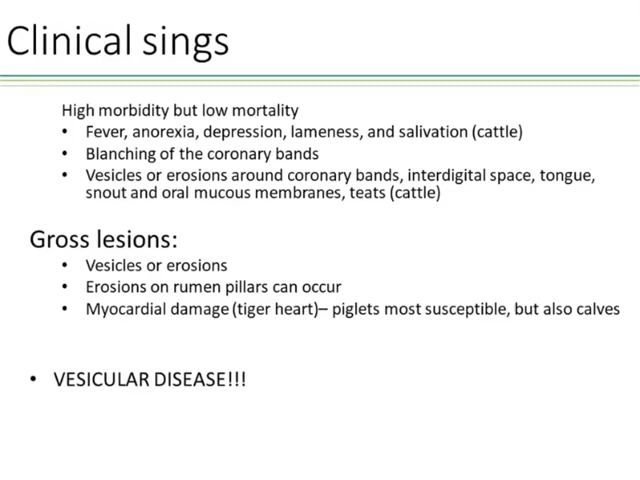 Clinical sings
High morbidity but low mortality
• Fever, anorexia, depression, lameness, and salivation (cattle)
• Blanching of the coronary bands
• Vesicles or erosions around coronary bands, interdigital space, tongue,
snout and oral mucous membranes, teats (cattle)
Gross lesions:
• Vesicles or erosions
• Erosions on rumen pillars can occur
• Myocardial damage (tiger heart)– piglets most susceptible, but also calves
• VESICULAR DISEASE!!!